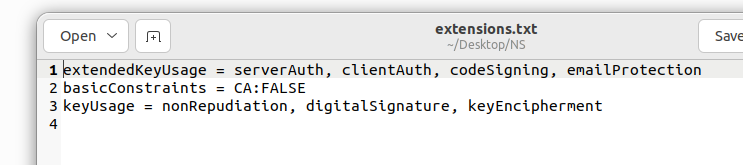 Open
extensions.txt
~/Desktop/NS
Save
1 extendedKeyUsage = serverAuth, clientAuth, codeSigning, emailProtection
2 basicConstraints = CA:FALSE
3 keyUsage = nonRepudiation, digitalSignature, keyEncipherment
4